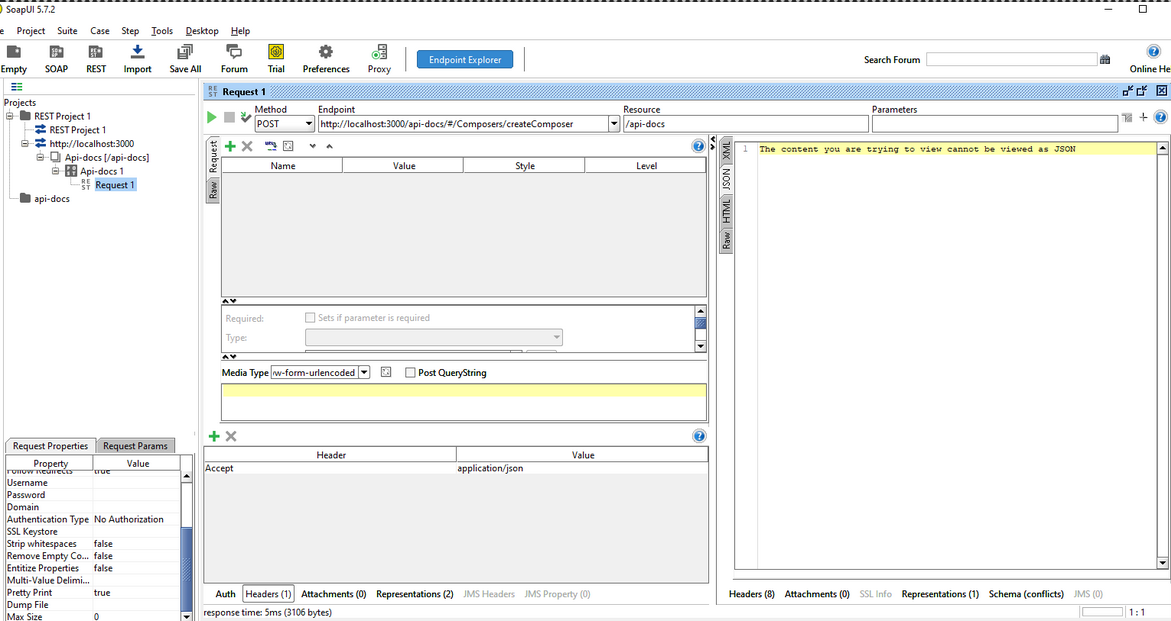 SoapUI 5.7.2
Project Suite Case Step Tools Desktop Help
Empty SOAP REST Import Save All Forum Trial Preferences Proxy Endpoint Explorer Search Forum Online He
Projects
REST Project 1
REST Project 1
http://localhost:3000
Api-docs [/api-docs]
Api-docs 1
REST Request 1
api-docs
REST Request 1
Method Endpoint Resource Parameters
POST http://localhost:3000/api-docs/#/Composers/createComposer /api-docs
Request
Raw
Name Value Style Level
Required: Sets if parameter is required
Type:
Media Type w-form-urlencoded Post QueryString
Header Value
Accept application/json
Auth Headers (1) Attachments (0) Representations (2) JMS Headers JMS Property (0)
response time: 5ms (3106 bytes)
XML
JSON
HTML
Raw
1 The content you are trying to view cannot be viewed as JSON
Headers (8) Attachments (0) SSL Info Representations (1) Schema (conflicts) JMS (0)
1 : 1
Request Properties Request Params
Property Value
Follow Redirects true
Username
Password
Domain
Authentication Type No Authorization
SSL Keystore
Strip whitespaces false
Remove Empty Co... false
Entitize Properties false
Multi-Value Delimi...
Pretty Print true
Dump File
Max Size 0